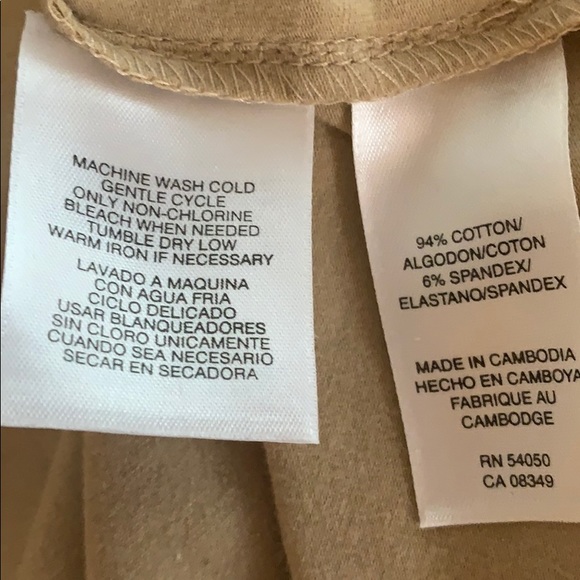 MACHINE WASH COLD
GENTLE CYCLE
ONLY NON-CHLORINE
BLEACH WHEN NEEDED
TUMBLE DRY LOW
WARM IRON IF NECESSARY
LAVADO A MAQUINA
CON AGUA FRIA
CICLO DELICADO
USAR BLANQUEADORES
SIN CLORO UNICAMENTE
CUANDO SEA NECESARIO
SECAR EN SECADORA
94% COTTON/
ALGODON/COTON
6% SPANDEX/
ELASTANO/SPANDEX
MADE IN CAMBODIA
HECHO EN CAMBOYA
FABRIQUE AU
CAMBODGE
RN 54050
CA 08349